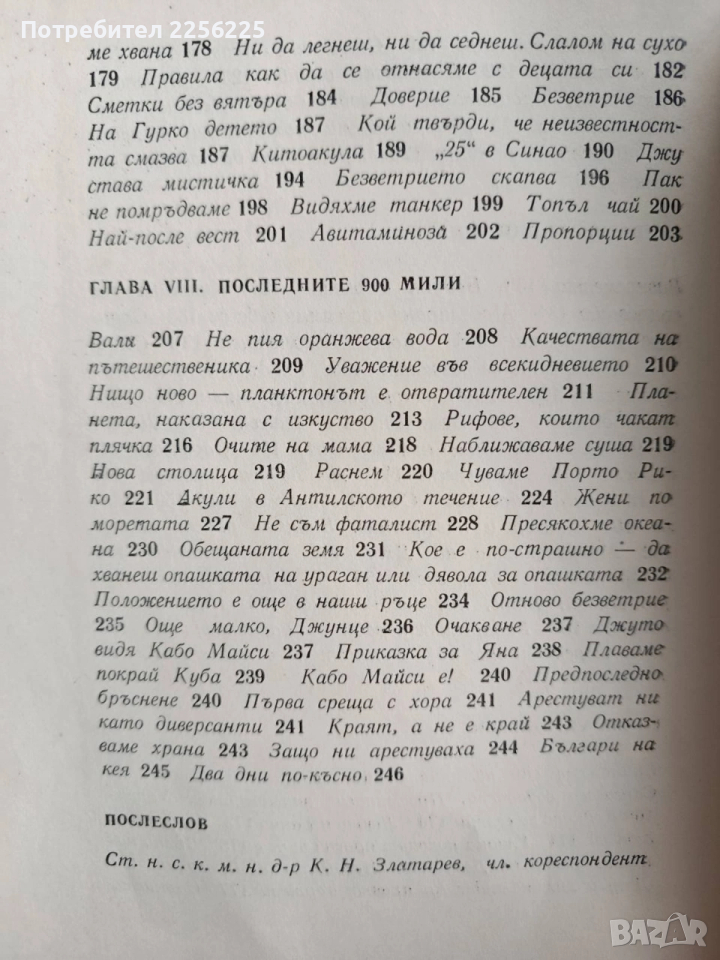 Потребител 2256225
ме хвана 178 Ни да легнеш, ни да седнеш. Слалом на сухо
179 Правила как да се отнасяме с децата си 182
Сметки без вятъра 184 Доверие 185 Безветрие 186
На Гурко детето 187 Кой твърди, че неизвестност-
та смазва 187 Китоакула 189 „25“ в Синао 190 Джу
става мистичка 194 Безветрието скапва 196 Пак
не помръдваме 198 Видяхме танкер 199 Топъл чай 200
Най-после вест 201 Авитаминоза 202 Пропорции 203
ГЛАВА VIII. ПОСЛЕДНИТЕ 900 МИЛИ
Вали 207 Не пия оранжева вода 208 Качествата на
пътешественика 209 Уважение във всекидневието 210
Нищо ново — планктонът е отвратителен 211 Пла-
нета, наказана с изкуство 213 Рифове, които чакат
плячка 216 Очите на мама 218 Наближаваме суша 219
Нова столица 219 Раснем 220 Чуваме Порто Ри-
ко 221 Акули в Антилското течение 224 Жени по
моретата 227 Не съм фаталист 228 Пресякохме океа-
на 230 Обещаната земя 231 Кое е по-страшно — да
хванеш опашката на ураган или дявола за опашката 232
Положението е още в наши ръце 234 Отново безветрие
235 Още малко, Джунце 236 Очакване 237 Джуто
видя Кабо Майси 237 Приказка за Яна 238 Плаваме
покрай Куба 239 Кабо Майси е! 240 Предпоследно
бръснене 240 Първа среща с хора 241 Арестуват ни
като диверсанти 241 Краят, а не е край 243 Отказ-
ваме храна 243 Защо ни арестуваха 244 Българи на
кея 245 Два дни по-късно 246
ПОСЛЕСЛОВ
Ст. н. с. к. м. н. д-р К. Н. Златарев, чл. кореспондент
BAZAR